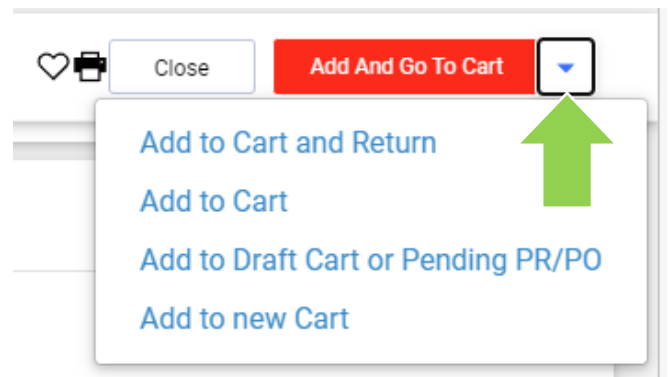 Close
Add And Go To Cart
Add to Cart and Return
Add to Cart
Add to Draft Cart or Pending PR/PO
Add to new Cart